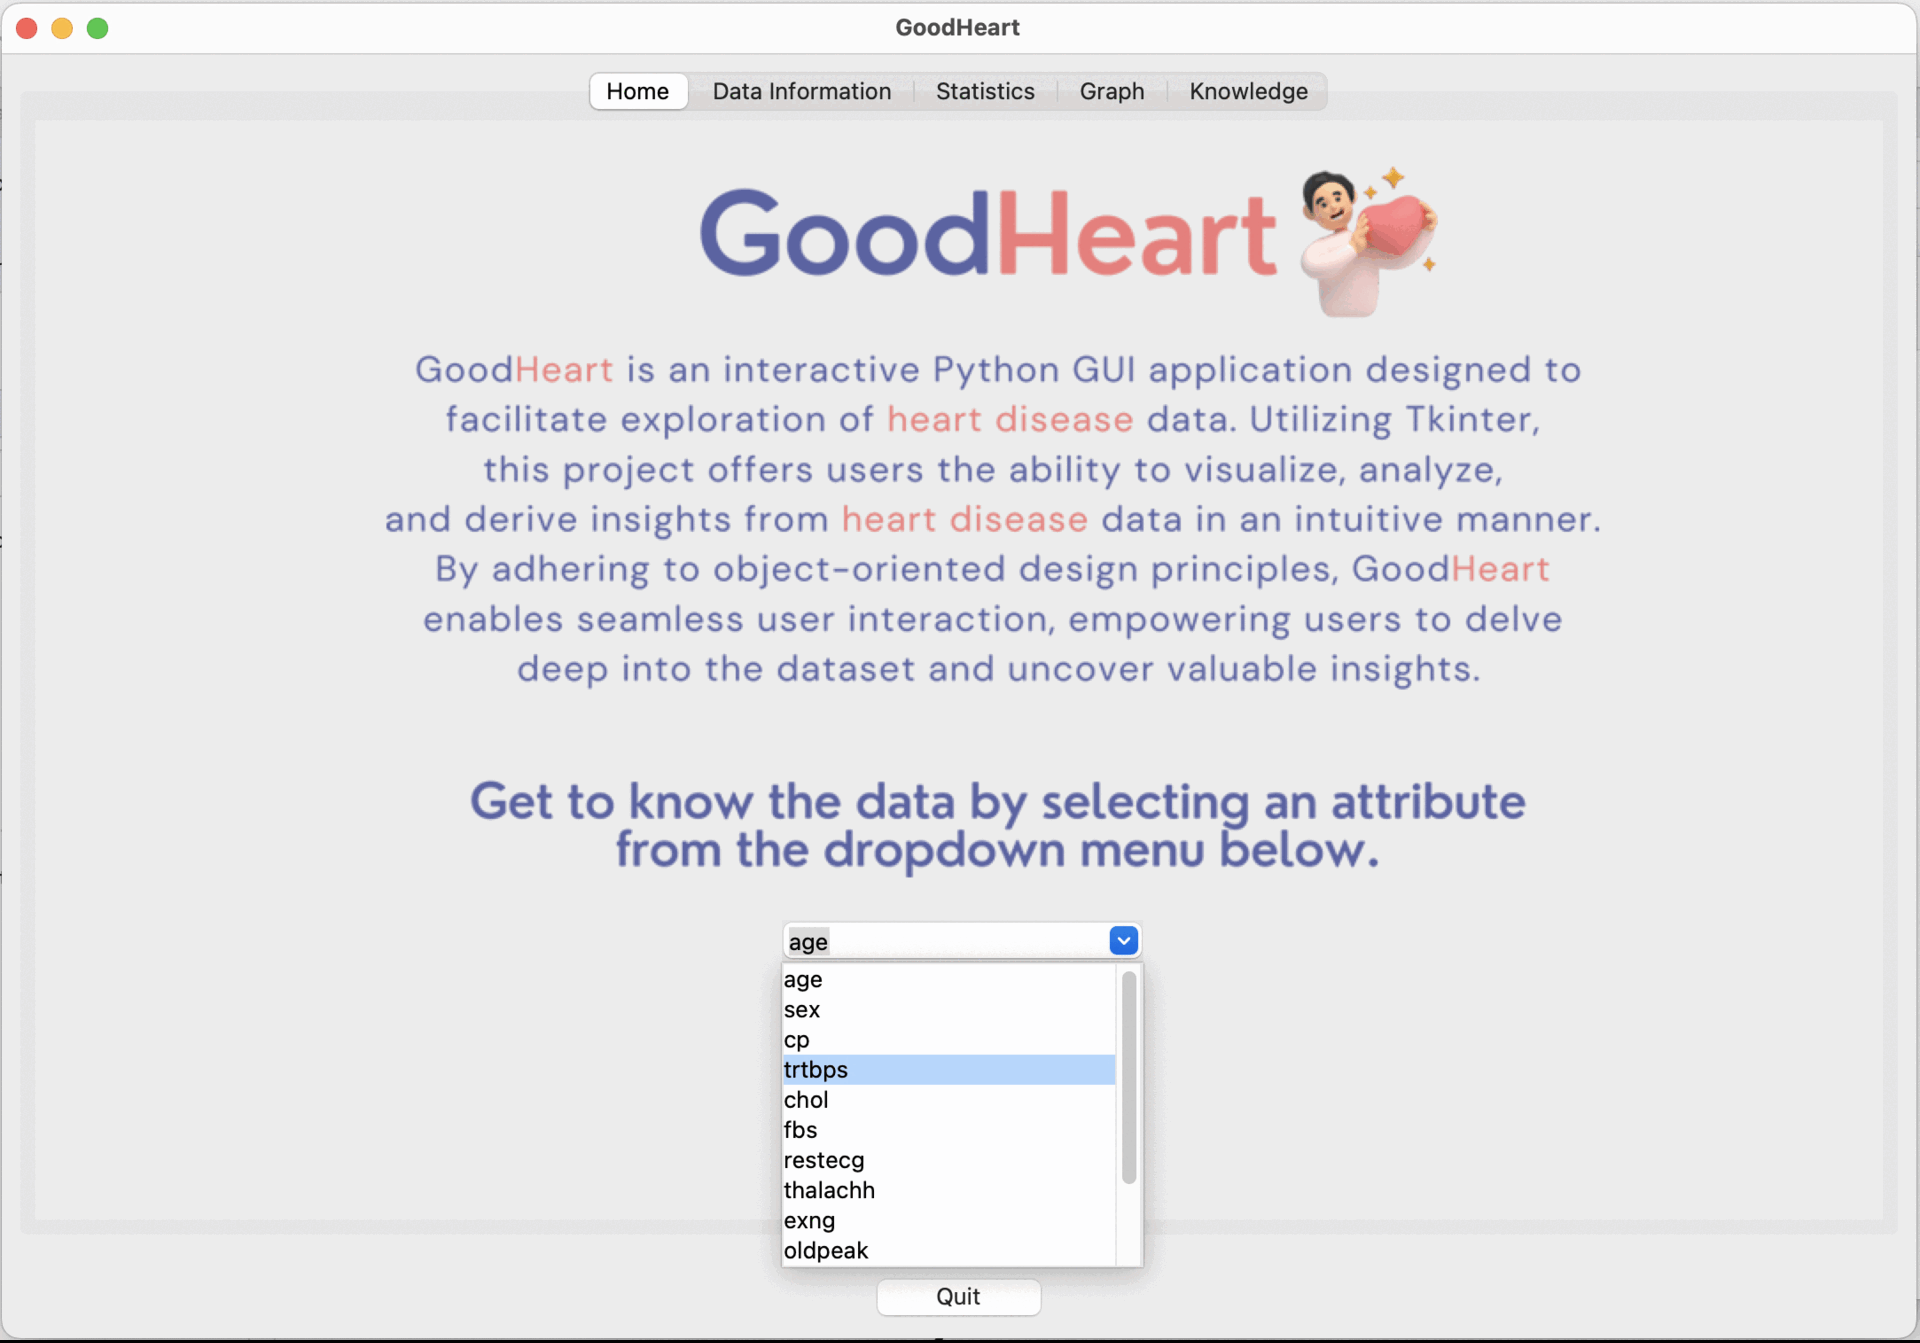 GoodHeart
Home Data Information Statistics Graph Knowledge
GoodHeart
GoodHeart is an interactive Python GUI application designed to
facilitate exploration of heart disease data. Utilizing Tkinter,
this project offers users the ability to visualize, analyze,
and derive insights from heart disease data in an intuitive manner.
By adhering to object-oriented design principles, GoodHeart
enables seamless user interaction, empowering users to delve
deep into the dataset and uncover valuable insights.
Get to know the data by selecting an attribute
from the dropdown menu below.
age
age
sex
cp
trtbps
chol
fbs
restecg
thalachh
exng
oldpeak
Quit